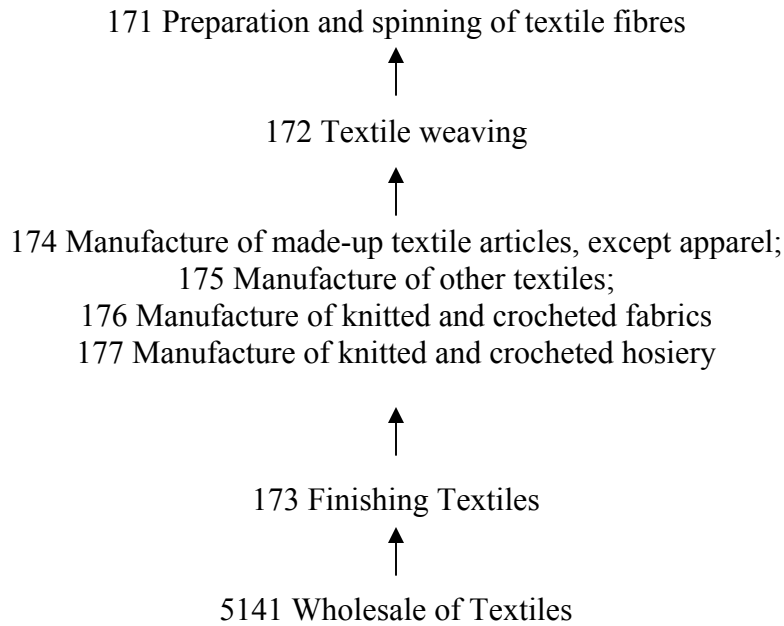 171 Preparation and spinning of textile fibres
172 Textile weaving
174 Manufacture of made-up textile articles, except apparel;
175 Manufacture of other textiles;
176 Manufacture of knitted and crocheted fabrics
177 Manufacture of knitted and crocheted hosiery
173 Finishing Textiles
5141 Wholesale of Textiles